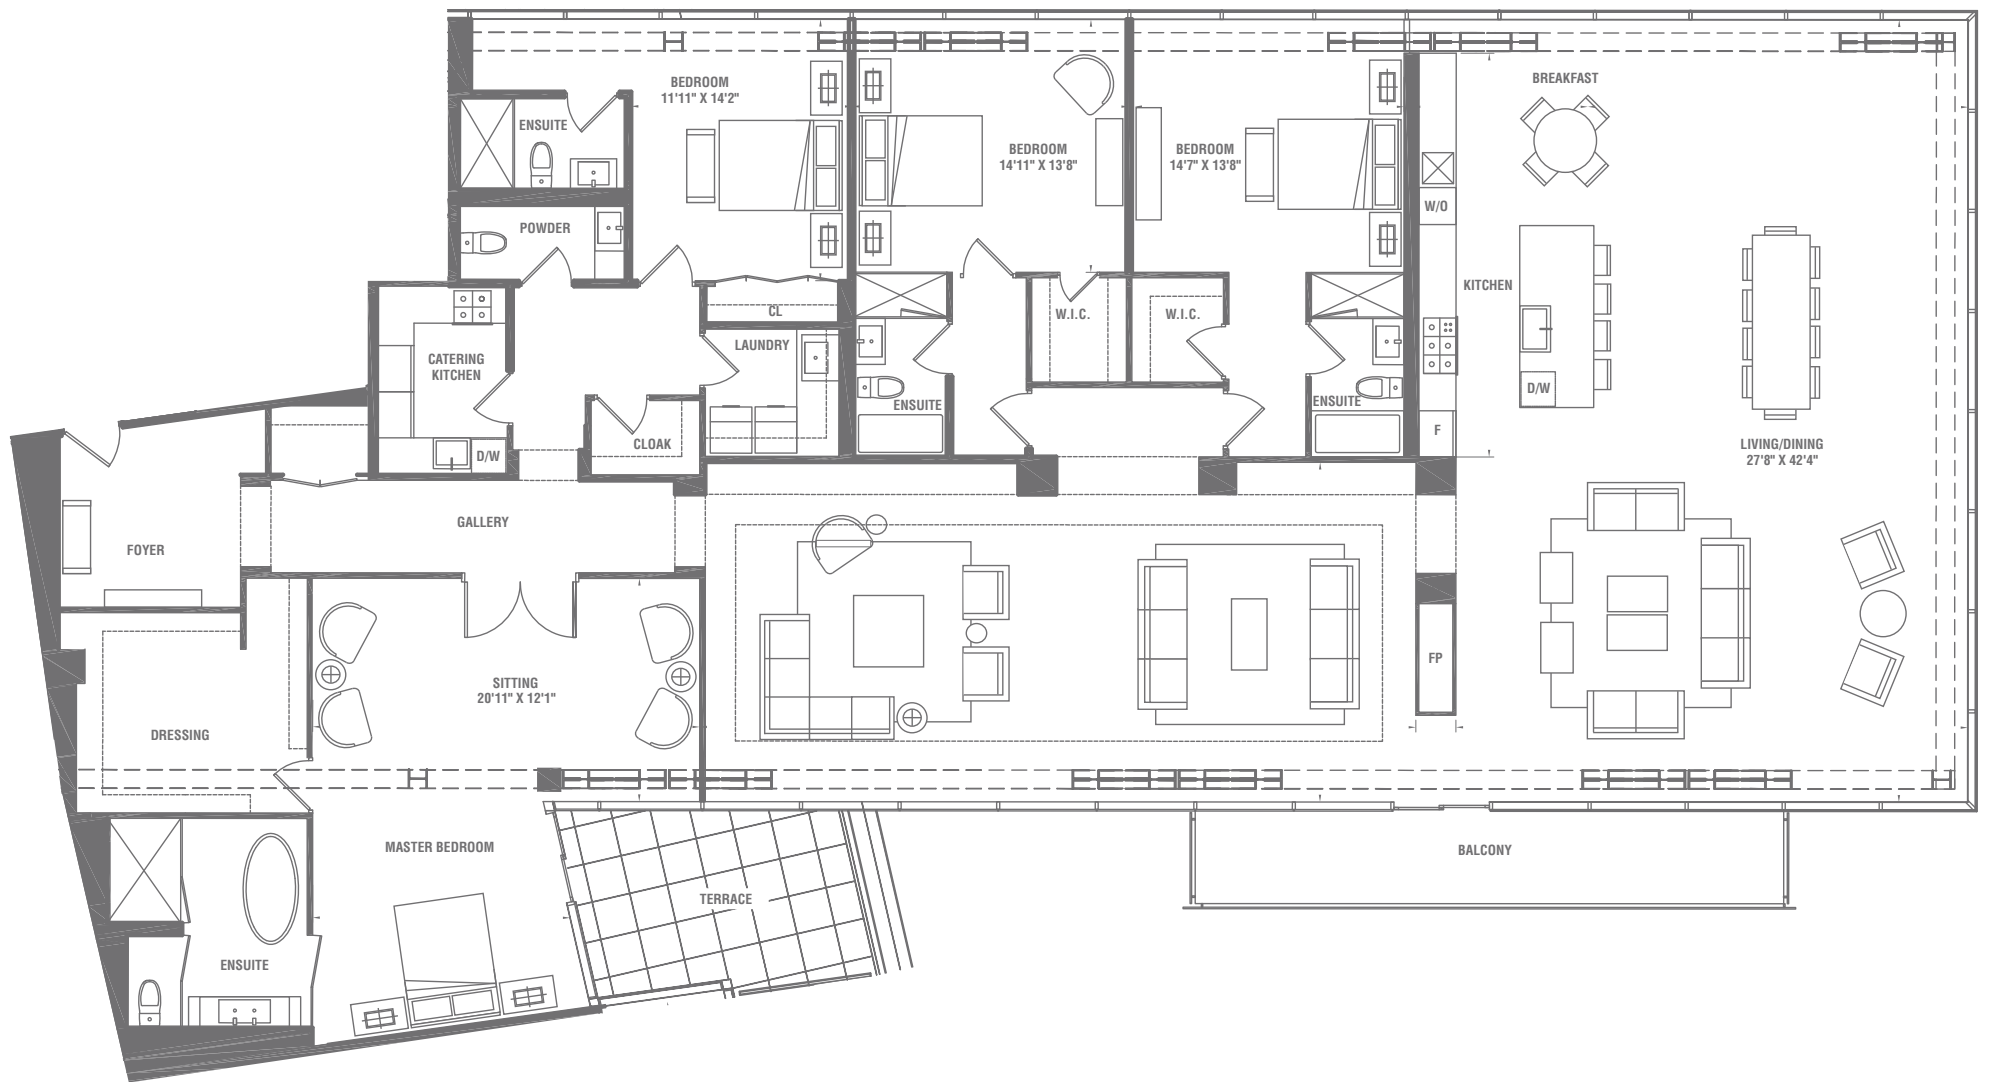 BEDROOM
11'11" X 14'2"
BREAKFAST
ENSUITE
BEDROOM
14'11" X 13'8"
BEDROOM
14'7" X 13'8"
W/O
POWDER
KITCHEN
CL
W.I.C.
W.I.C.
LAUNDRY
CATERING
KITCHEN
D/W
ENSUITE
ENSUITE
F
CLOAK
D/W
LIVING/DINING
27'8" X 42'4"
GALLERY
FOYER
FP
SITTING
20'11" X 12'1"
DRESSING
MASTER BEDROOM
BALCONY
TERRACE
ENSUITE